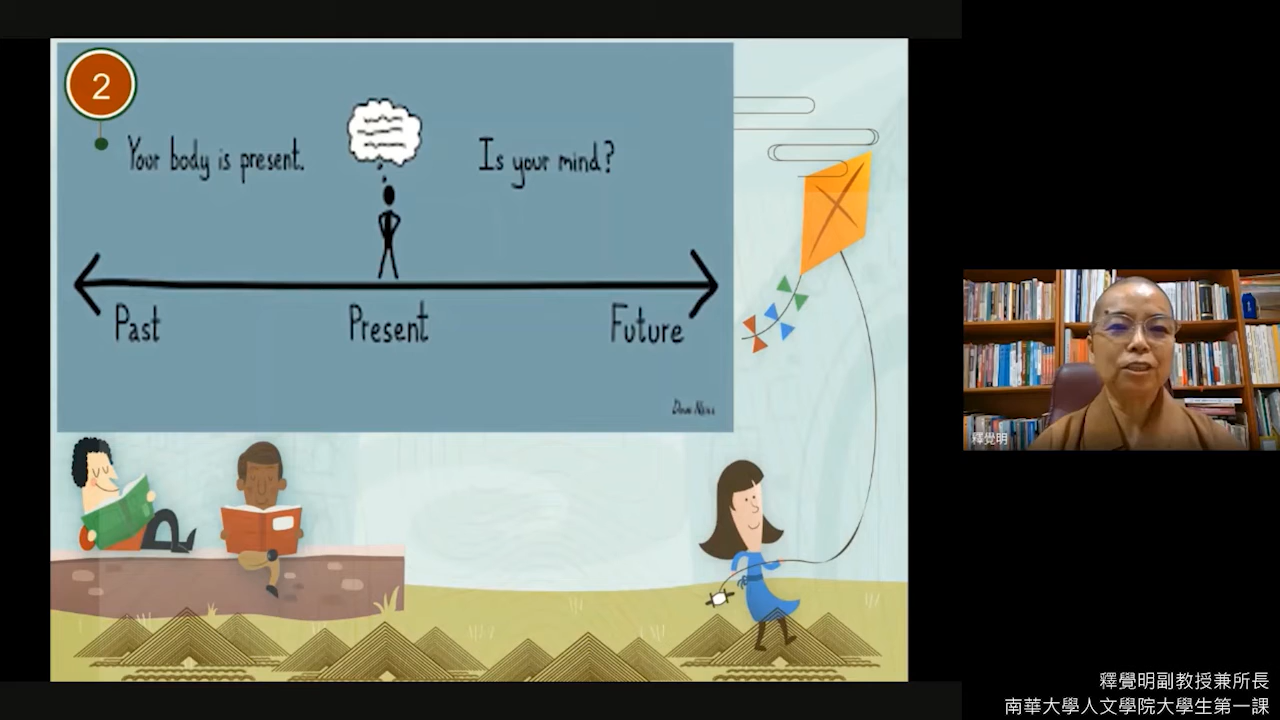 2
Your body is present.
Is your mind?
Past
Present
Future
釋覺明
釋覺明副教授兼所長
南華大學人文學院大學生第一課